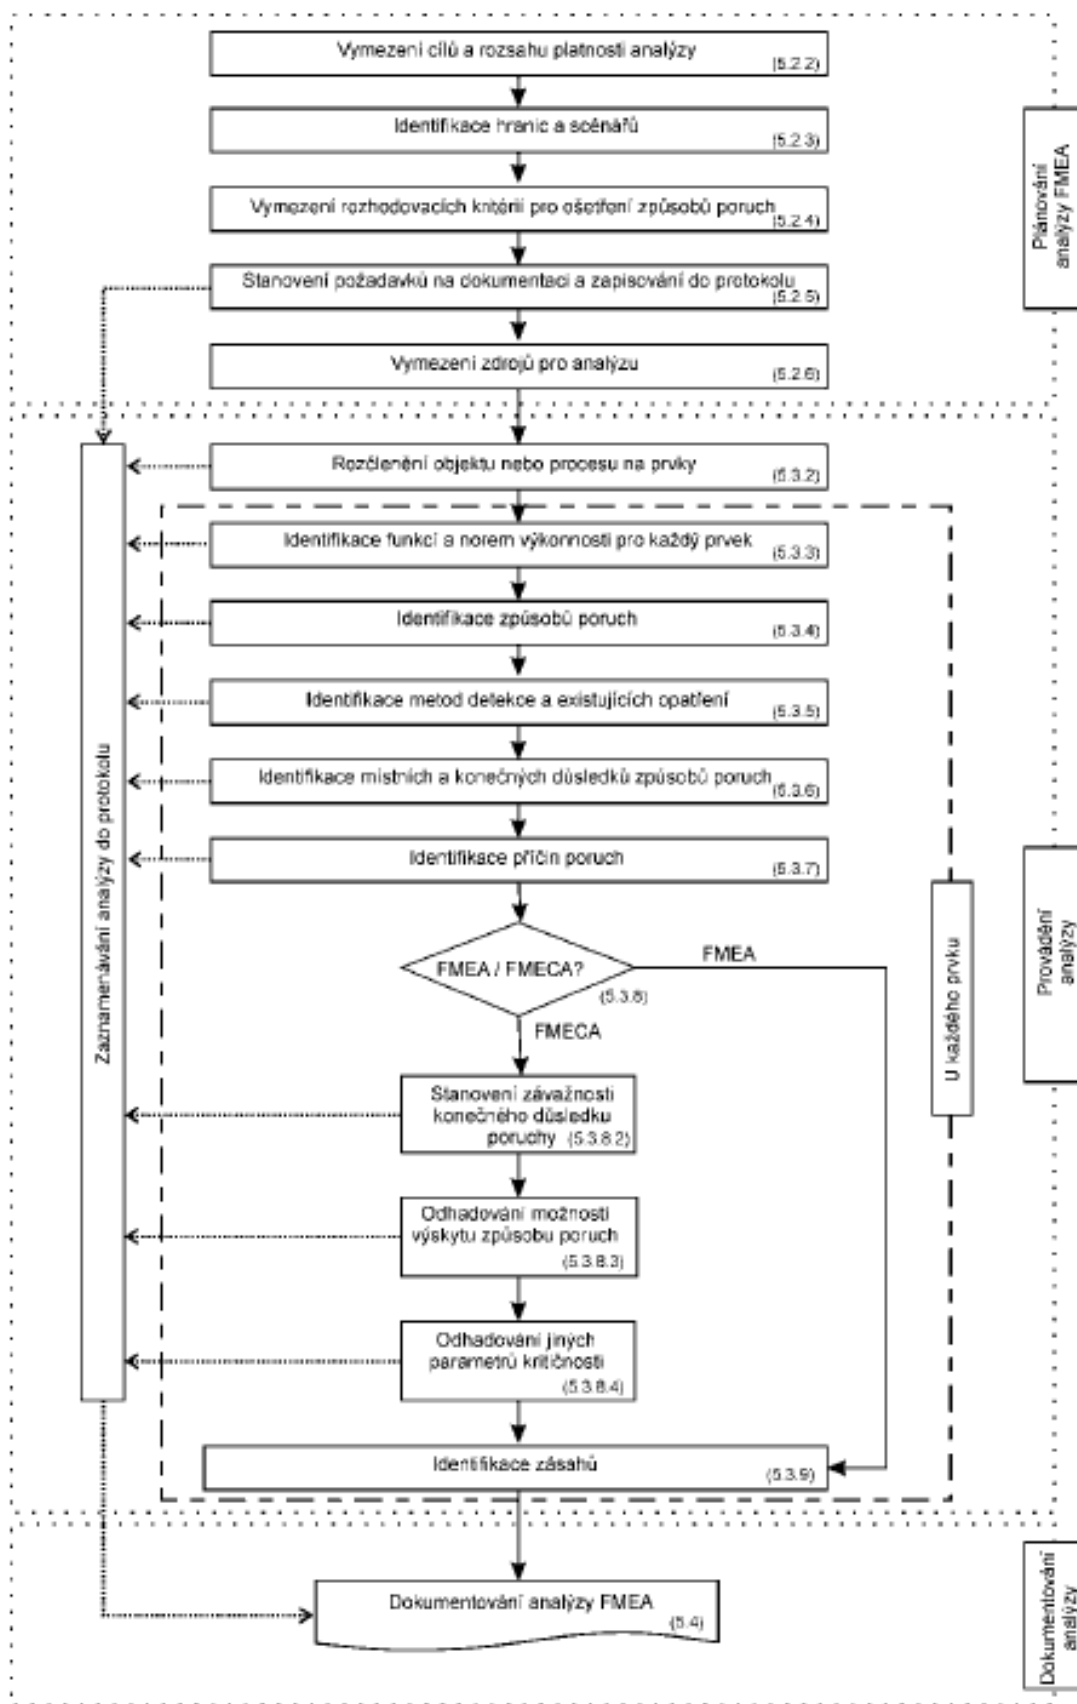 Vymezení cílů a rozsahu platnosti analýzy
(5.2.2)
Identifikace hranic a scénářů
(5.2.3)
Vymezení rozhodovacích kritérií pro ošetření způsobů poruch
(5.2.4)
Stanovení požadavků na dokumentaci a zapisování do protokolu
(5.2.5)
Vymezení zdrojů pro analýzu
(5.2.6)
Plánování
analýzy FMEA
Rozčlenění objektu nebo procesu na prvky
(5.3.2)
Identifikace funkcí a norem výkonnosti pro každý prvek
(5.3.3)
Identifikace způsobů poruch
(5.3.4)
Identifikace metod detekce a existujících opatření
(5.3.5)
Identifikace místních a konečných důsledků způsobů poruch
(5.3.6)
Identifikace příčin poruch
(5.3.7)
FMEA / FMECA?
(5.3.8)
FMEA
FMECA
Stanovení závažnosti
konečného důsledku
poruchy (5.3.8.2)
Odhadování možnosti
výskytu způsobu poruch
(5.3.8.3)
Odhadování jiných
parametrů kritičnosti
(5.3.8.4)
Identifikace zásahů
(5.3.9)
Zaznamenávání analýzy do protokolu
U každého prvku
Provádění
analýzy
Dokumentování analýzy FMEA
(5.4)
Dokumentování
analýzy